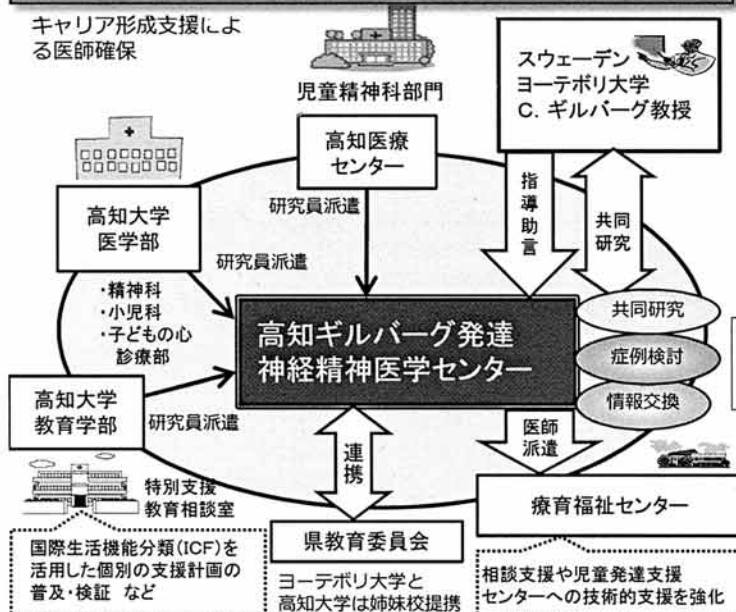 キャリア形成支援によ
る医師確保
児童精神科部門
スウェーデン
ヨーテボリ大学
C. ギルバーグ教授
高知医療
センター
高知大学
医学部
研究員派遣
指導助言
共同研究
研究員派遣
・精神科
・小児科
・子どもの心
診療部
高知ギルバーグ発達
神経精神医学センター
共同研究
症例検討
情報交換
高知大学
教育学部
研究員派遣
連携
医師
派遣
特別支援
教育相談室
療育福祉センター
県教育委員会
国際生活機能分類(ICF)を
活用した個別の支援計画の
普及・検証 など
ヨーテボリ大学と
高知大学は姉妹校提携
相談支援や児童発達支援
センターへの技術的支援を強化